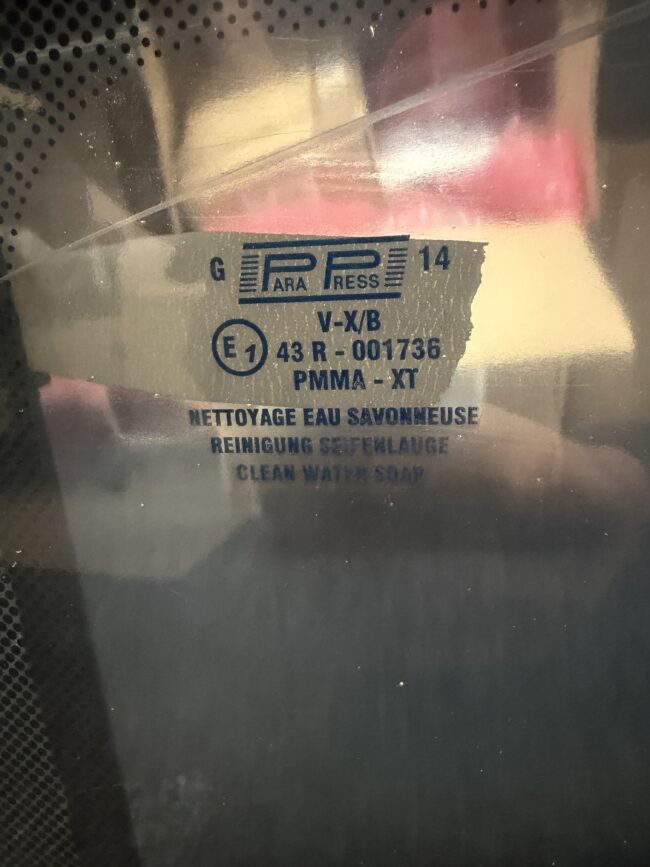 G PARA PRESS 14
V-X/B
E1 43 R - 001736
PMMA - XT
NETTOYAGE EAU SAVONNEUSE
REINIGUNG SEIFENLAUGE
CLEAN WATER SOAP